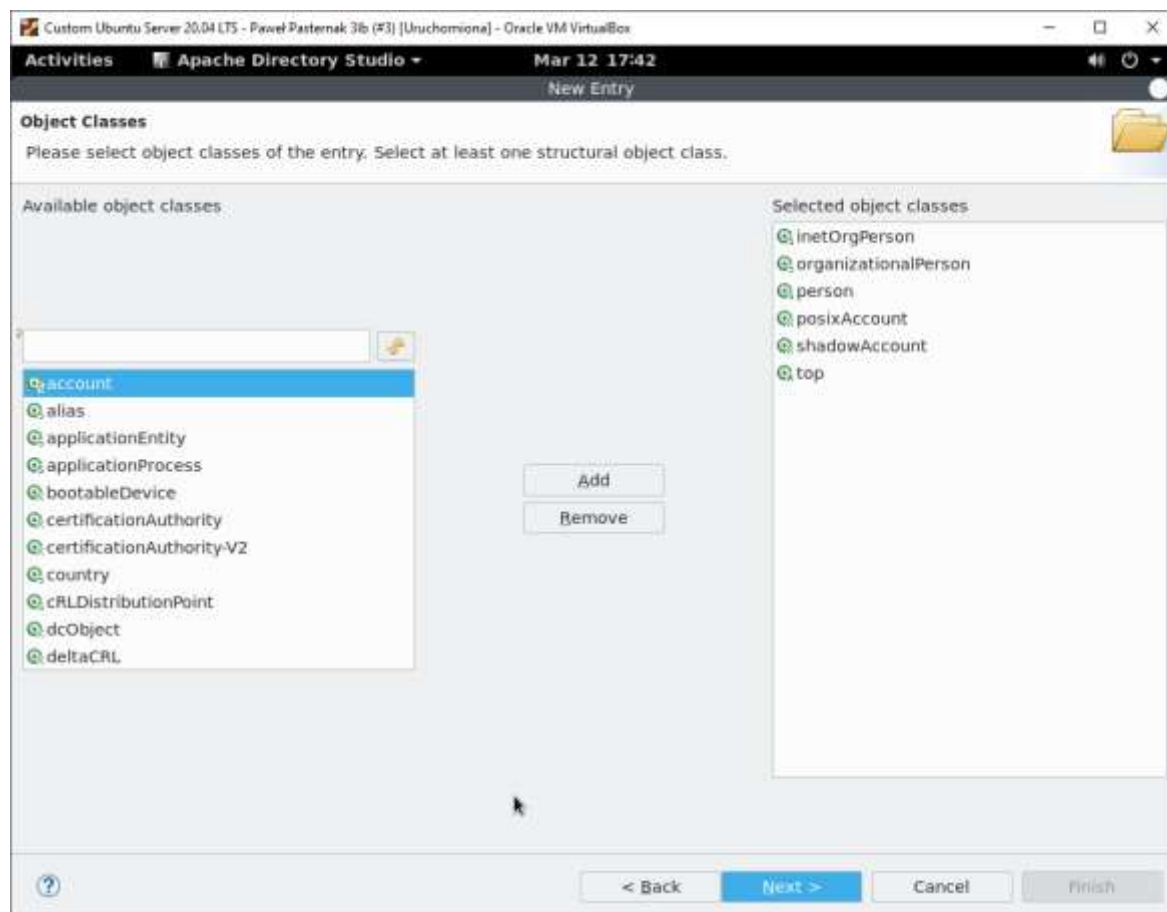 Custom Ubuntu Server 20.04 LTS - Paweł Pasternak 3lb (#3) [Uruchomiona] - Oracle VM VirtualBox
Activities Apache Directory Studio Mar 12 17:42
New Entry
Object Classes
Please select object classes of the entry. Select at least one structural object class.
Available object classes
account
alias
applicationEntity
applicationProcess
bootableDevice
certificationAuthority
certificationAuthority-V2
country
cRLDistributionPoint
dcObject
deltaCRL
Add
Remove
Selected object classes
inetOrgPerson
organizationalPerson
person
posixAccount
shadowAccount
top
< Back Next > Cancel Finish